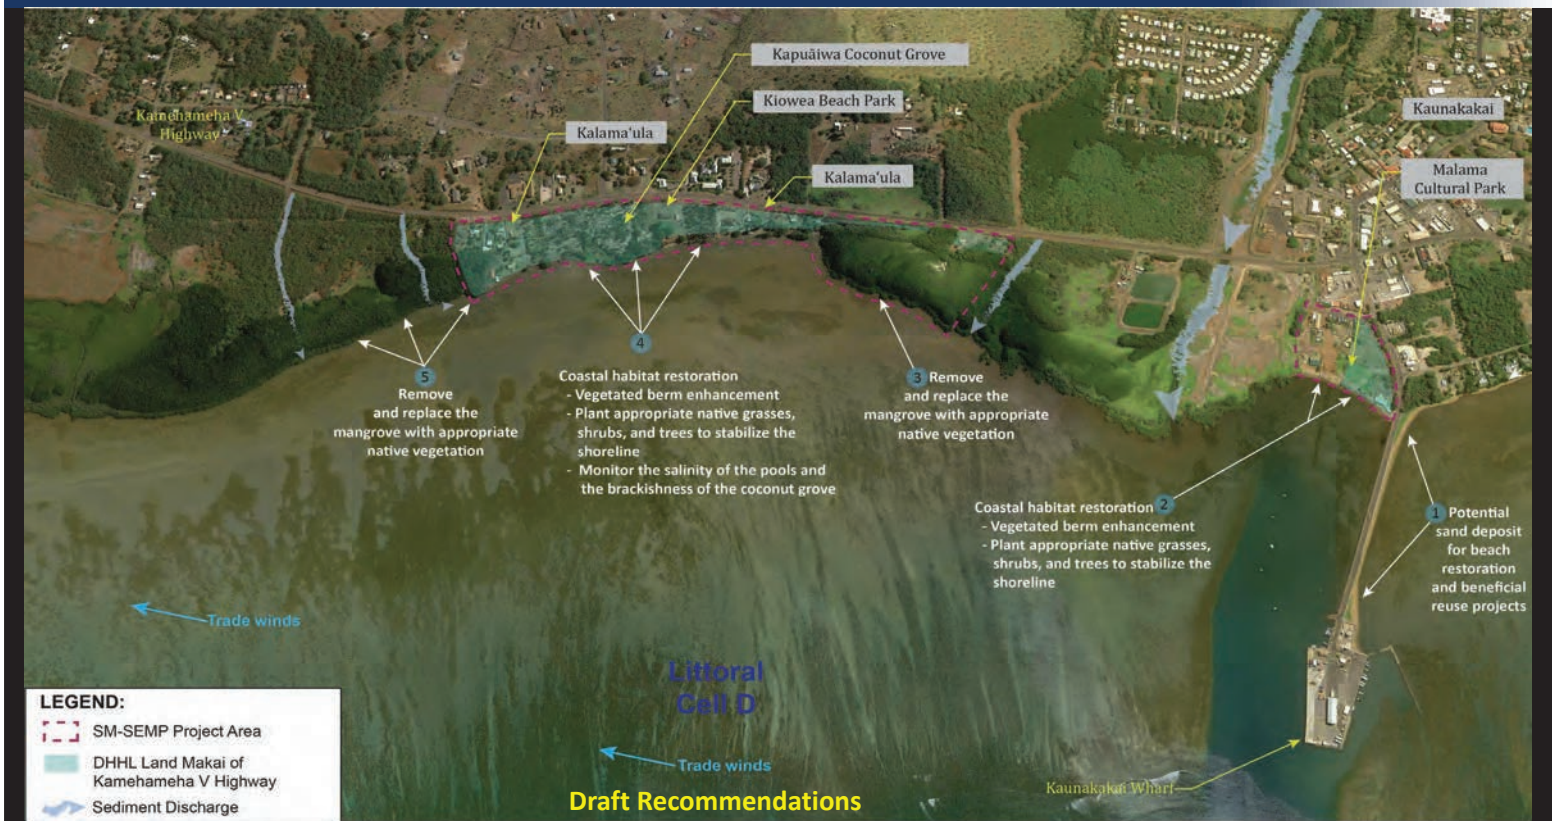 Kapuāiwa Coconut Grove
Kiowea Beach Park
Kamehameha V
Highway
Kalamaʻula
Kalamaʻula
Kaunakakai
Malama
Cultural Park
5
Remove
and replace the
mangrove with appropriate
native vegetation
4
Coastal habitat restoration
- Vegetated berm enhancement
- Plant appropriate native grasses,
shrubs, and trees to stabilize the
shoreline
- Monitor the salinity of the pools and
the brackishness of the coconut grove
3 Remove
and replace the
mangrove with appropriate
native vegetation
Coastal habitat restoration 2
- Vegetated berm enhancement
- Plant appropriate native grasses,
shrubs, and trees to stabilize the
shoreline
1 Potential
sand deposit
for beach
restoration
and beneficial
reuse projects
Trade winds
Littoral
Cell D
Trade winds
Kaunakakai Wharf
LEGEND:
SM-SEMP Project Area
DHHL Land Makai of
Kamehameha V Highway
Sediment Discharge
Draft Recommendations